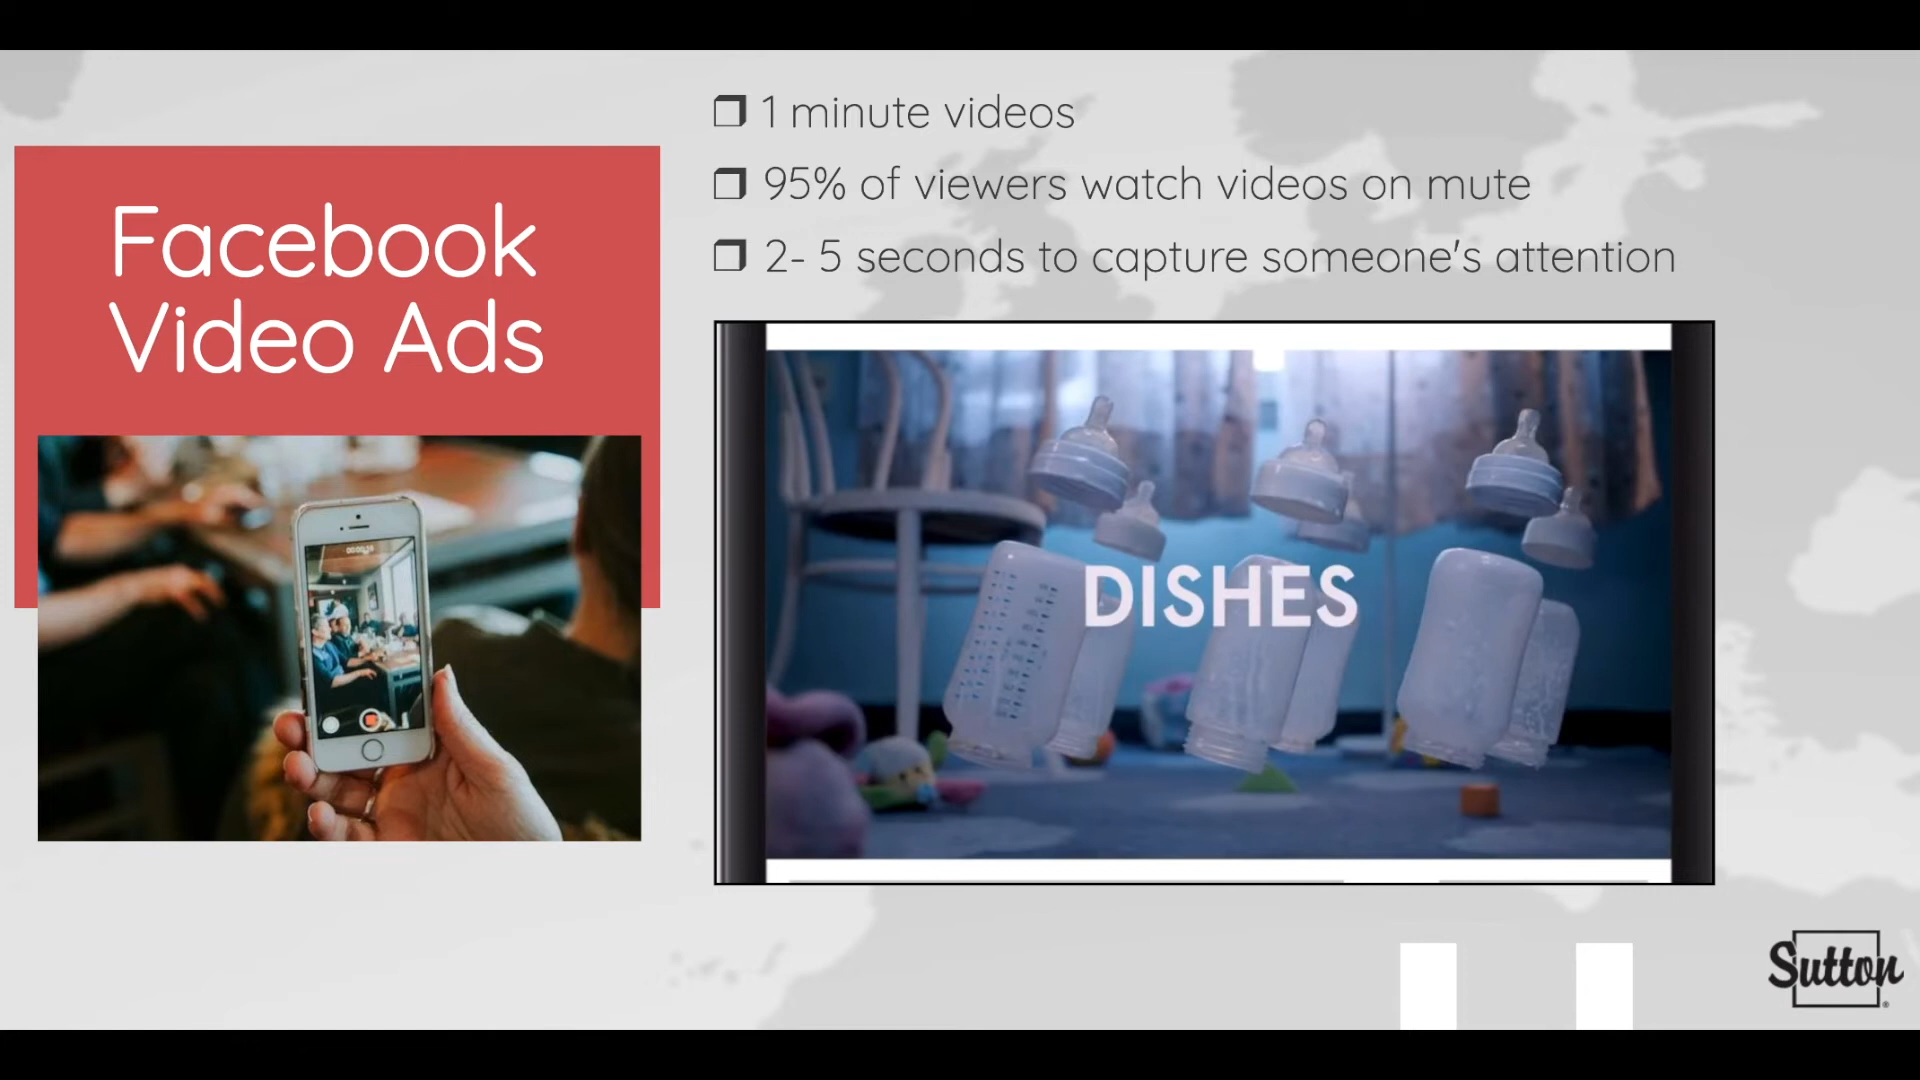 Facebook
Video Ads
❐ 1 minute videos
❐ 95% of viewers watch videos on mute
❐ 2- 5 seconds to capture someone's attention
DISHES
Sutton